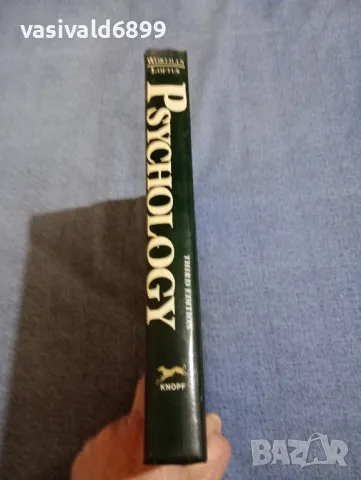 vasivald6899
WORTMAN
LOFTUS
PSYCHOLOGY
THIRD EDITION
KNOPF
BAZAR